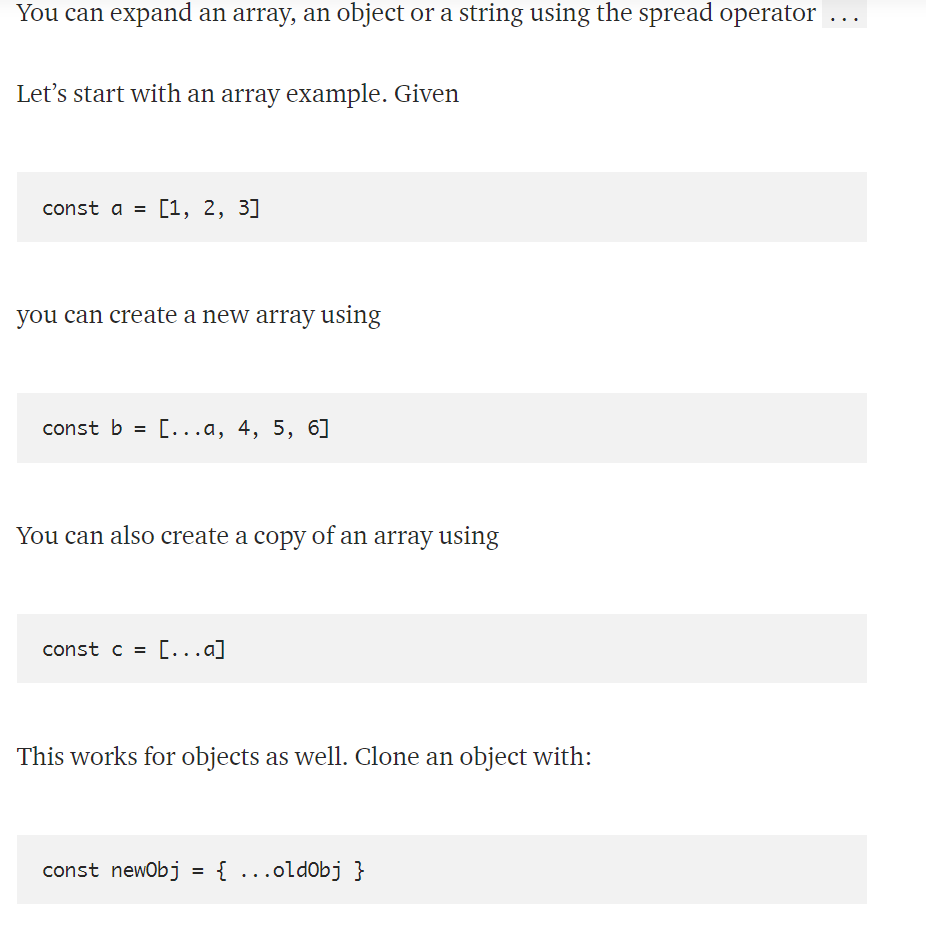 You can expand an array, an object or a string using the spread operator ...
Let’s start with an array example. Given
const a = [1, 2, 3]
you can create a new array using
const b = [...a, 4, 5, 6]
You can also create a copy of an array using
const c = [...a]
This works for objects as well. Clone an object with:
const newObj = { ...oldObj }